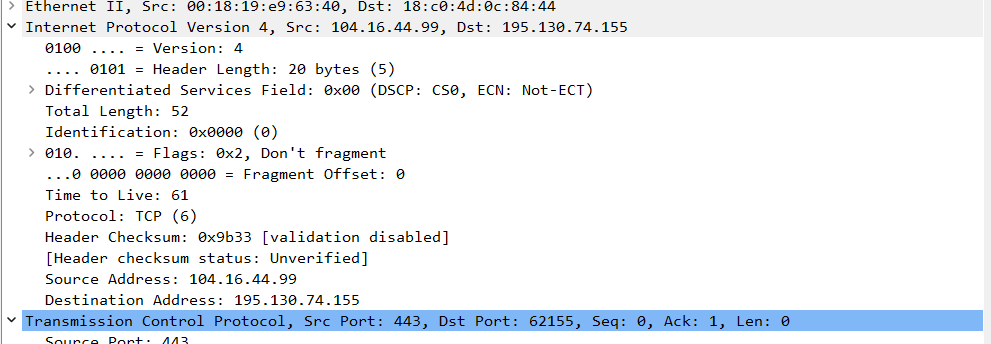 Ethernet II, Src: 00:18:19:e9:63:40, Dst: 18:c0:4d:0c:84:44
Internet Protocol Version 4, Src: 104.16.44.99, Dst: 195.130.74.155
0100 .... = Version: 4
.... 0101 = Header Length: 20 bytes (5)
Differentiated Services Field: 0x00 (DSCP: CS0, ECN: Not-ECT)
Total Length: 52
Identification: 0x0000 (0)
010. .... = Flags: 0x2, Don't fragment
...0 0000 0000 0000 = Fragment Offset: 0
Time to Live: 61
Protocol: TCP (6)
Header Checksum: 0x9b33 [validation disabled]
[Header checksum status: Unverified]
Source Address: 104.16.44.99
Destination Address: 195.130.74.155
Transmission Control Protocol, Src Port: 443, Dst Port: 62155, Seq: 0, Ack: 1, Len: 0
Source Port: 443